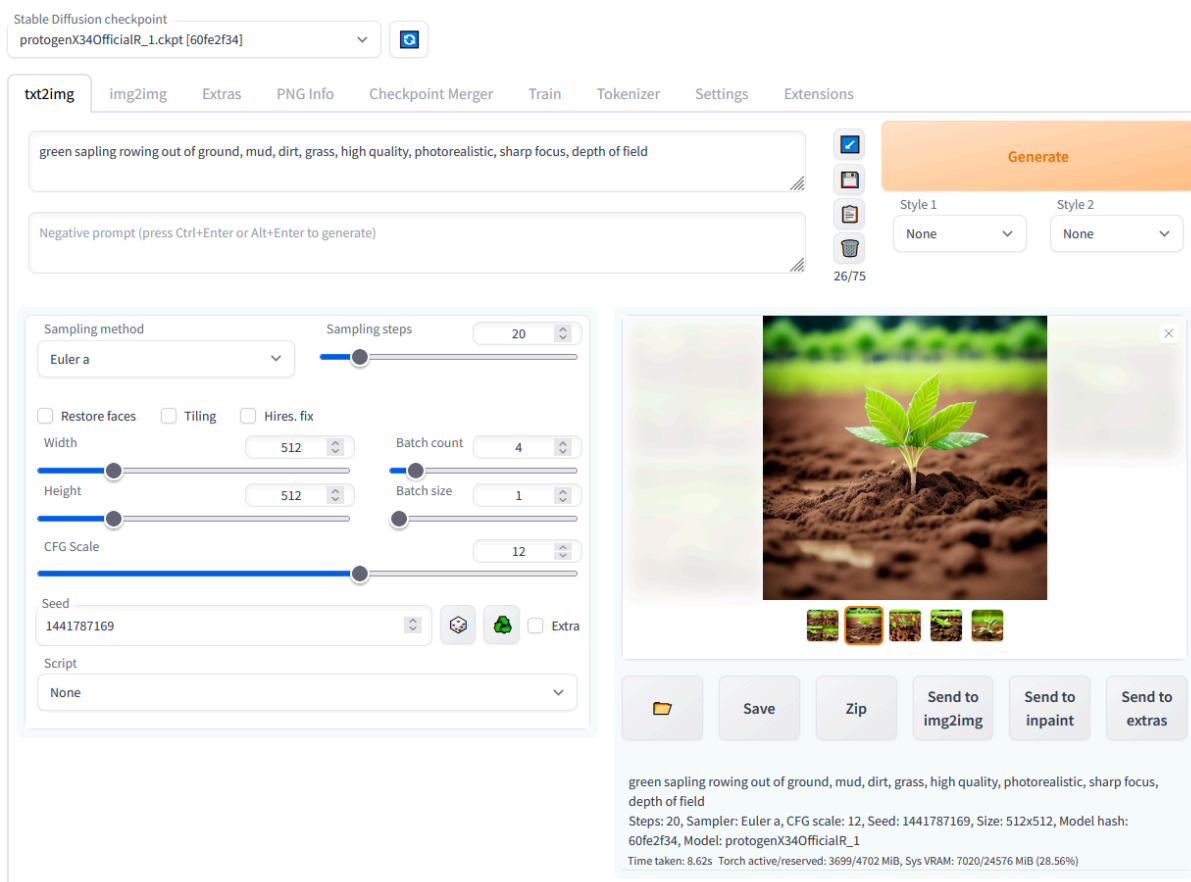 Stable Diffusion checkpoint
protogenX34OfficialR_1.ckpt [60fe2f34]
txt2img
img2img
Extras
PNG Info
Checkpoint Merger
Train
Tokenizer
Settings
Extensions
green sapling rowing out of ground, mud, dirt, grass, high quality, photorealistic, sharp focus, depth of field
Negative prompt (press Ctrl+Enter or Alt+Enter to generate)
26/75
Generate
Style 1
Style 2
None
None
Sampling method
Euler a
Sampling steps
20
Restore faces
Tiling
Hires. fix
Width
512
Batch count
4
Height
512
Batch size
1
CFG Scale
12
Seed
1441787169
Extra
Script
None
Save
Zip
Send to
img2img
Send to
inpaint
Send to
extras
green sapling rowing out of ground, mud, dirt, grass, high quality, photorealistic, sharp focus,
depth of field
Steps: 20, Sampler: Euler a, CFG scale: 12, Seed: 1441787169, Size: 512x512, Model hash:
60fe2f34, Model: protogenX34OfficialR_1
Time taken: 8.62s Torch active/reserved: 3699/4702 MiB, Sys VRAM: 7020/24576 MiB (28.56%)